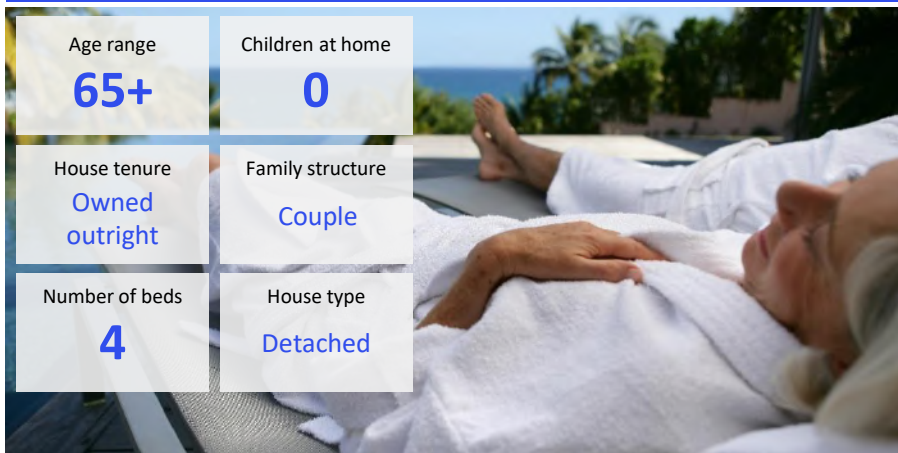 Age range
65+
Children at home
0
House tenure
Owned
outright
Family structure
Couple
Number of beds
4
House type
Detached